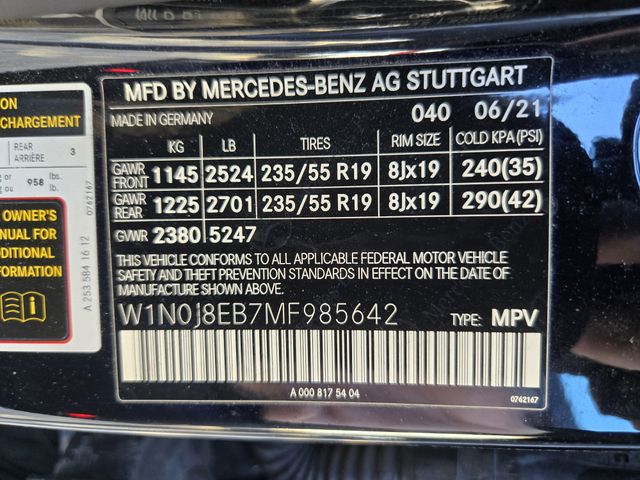 MFD BY MERCEDES-BENZ AG STUTTGART
MADE IN GERMANY 040 06/21
KG LB TIRES RIM SIZE COLD KPA(PSI)
GAWR FRONT 1145 2524 235/55 R19 8Jx19 240(35)
GAWR REAR 1225 2701 235/55 R19 8Jx19 290(42)
GVWR 2380 5247
THIS VEHICLE CONFORMS TO ALL APPLICABLE FEDERAL MOTOR VEHICLE
SAFETY AND THEFT PREVENTION STANDARDS IN EFFECT ON THE DATE OF
MANUFACTURE SHOWN ABOVE.
W1N0J8EB7MF985642 TYPE: MPV
A 000 817 54 04 0762167
CHARGEMENT
REAR 3
ARRIÈRE
ou 958 lbs.
lb.
0762167
OWNER'S
FOR
A 253 584 16 12